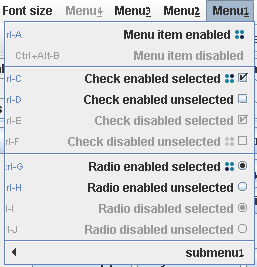 Font size Menu4 Menu3 Menu2 Menu1
rl-A Menu item enabled
Ctrl+Alt-B Menu item disabled
rl-C Check enabled selected
rl-D Check enabled unselected
rl-E Check disabled selected
rl-F Check disabled unselected
trl-G Radio enabled selected
rl-H Radio enabled unselected
l-I Radio disabled selected
rl-J Radio disabled unselected
submenu1